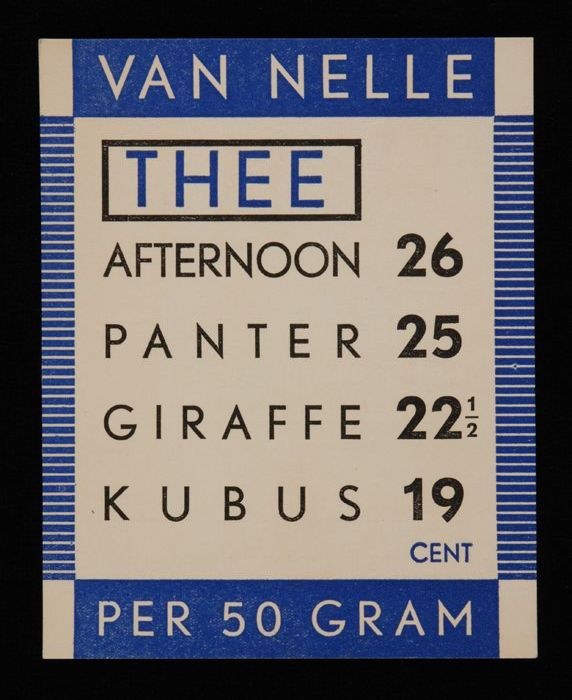 VAN NELLE
THEE
AFTERNOON 26
PANTER 25
GIRAFFE 22½
KUBUS 19
CENT
PER 50 GRAM